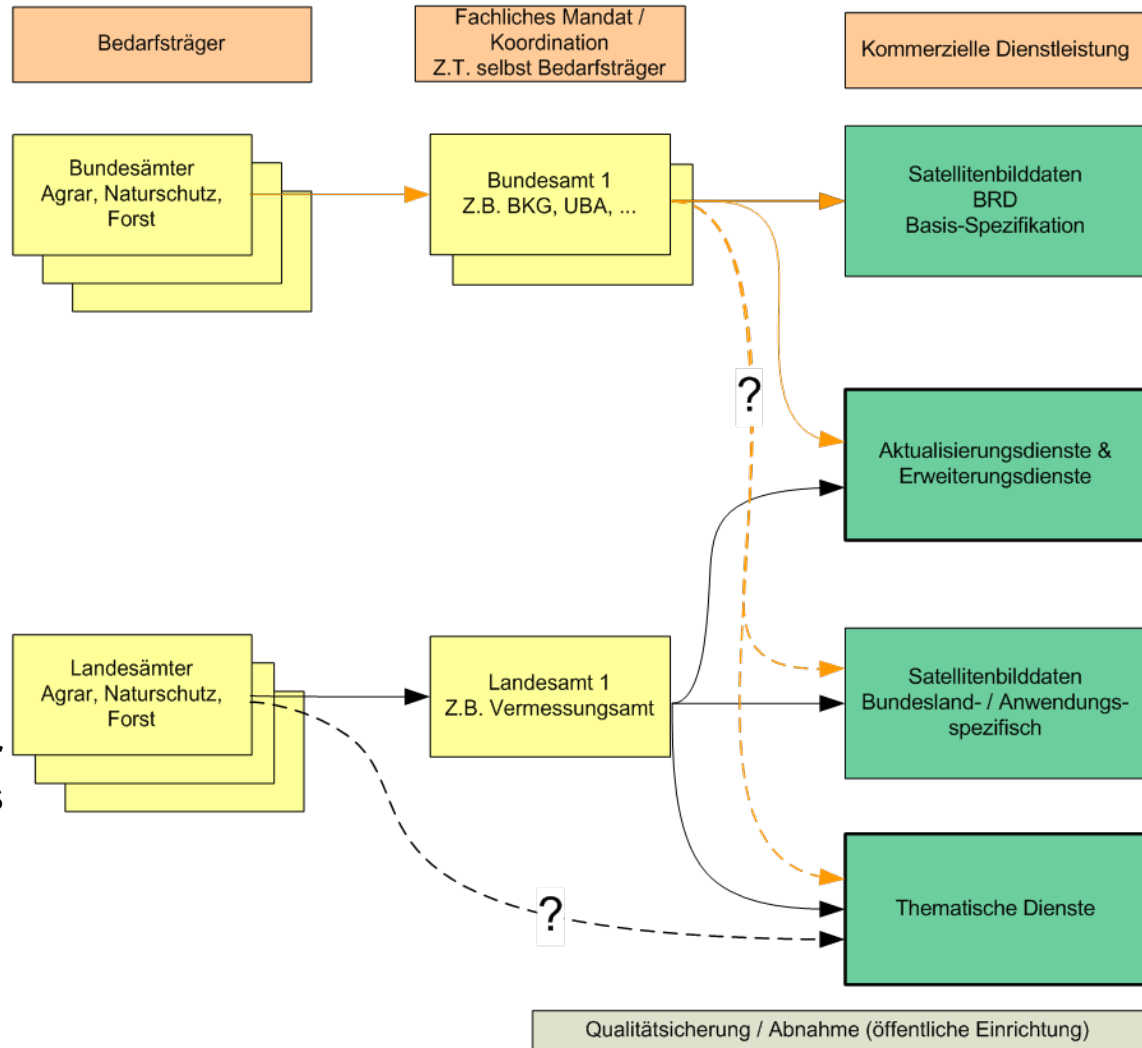 Bedarfsträger
Fachliches Mandat /
Koordination
Z.T. selbst Bedarfsträger
Kommerzielle Dienstleistung
Bundesämter
Agrar, Naturschutz,
Forst
Bundesamt 1
Z.B. BKG, UBA, ...
Satellitenbilddaten
BRD
Basis-Spezifikation
?
Aktualisierungsdienste &
Erweiterungsdienste
Landesämter
Agrar, Naturschutz,
Forst
Landesamt 1
Z.B. Vermessungsamt
Satellitenbilddaten
Bundesland- / Anwendungs-
spezifisch
?
Thematische Dienste
Qualitätsicherung / Abnahme (öffentliche Einrichtung)